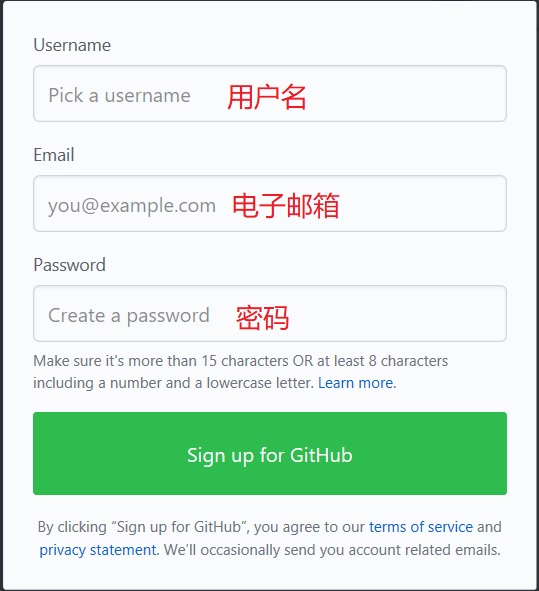 Username
Pick a username 用户名
Email
you@example.com 电子邮箱
Password
Create a password 密码
Make sure it's more than 15 characters OR at least 8 characters
including a number and a lowercase letter. Learn more.
Sign up for GitHub
By clicking “Sign up for GitHub”, you agree to our terms of service and
privacy statement. We’ll occasionally send you account related emails.